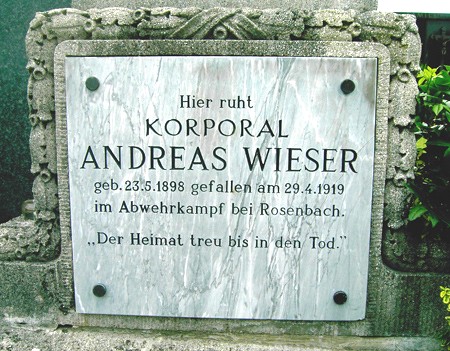 Hier ruht
KORPORAL
ANDREAS WIESER
geb. 23.5.1898 gefallen am 29.4.1919
im Abwehrkampf bei Rosenbach.
„Der Heimat treu bis in den Tod."